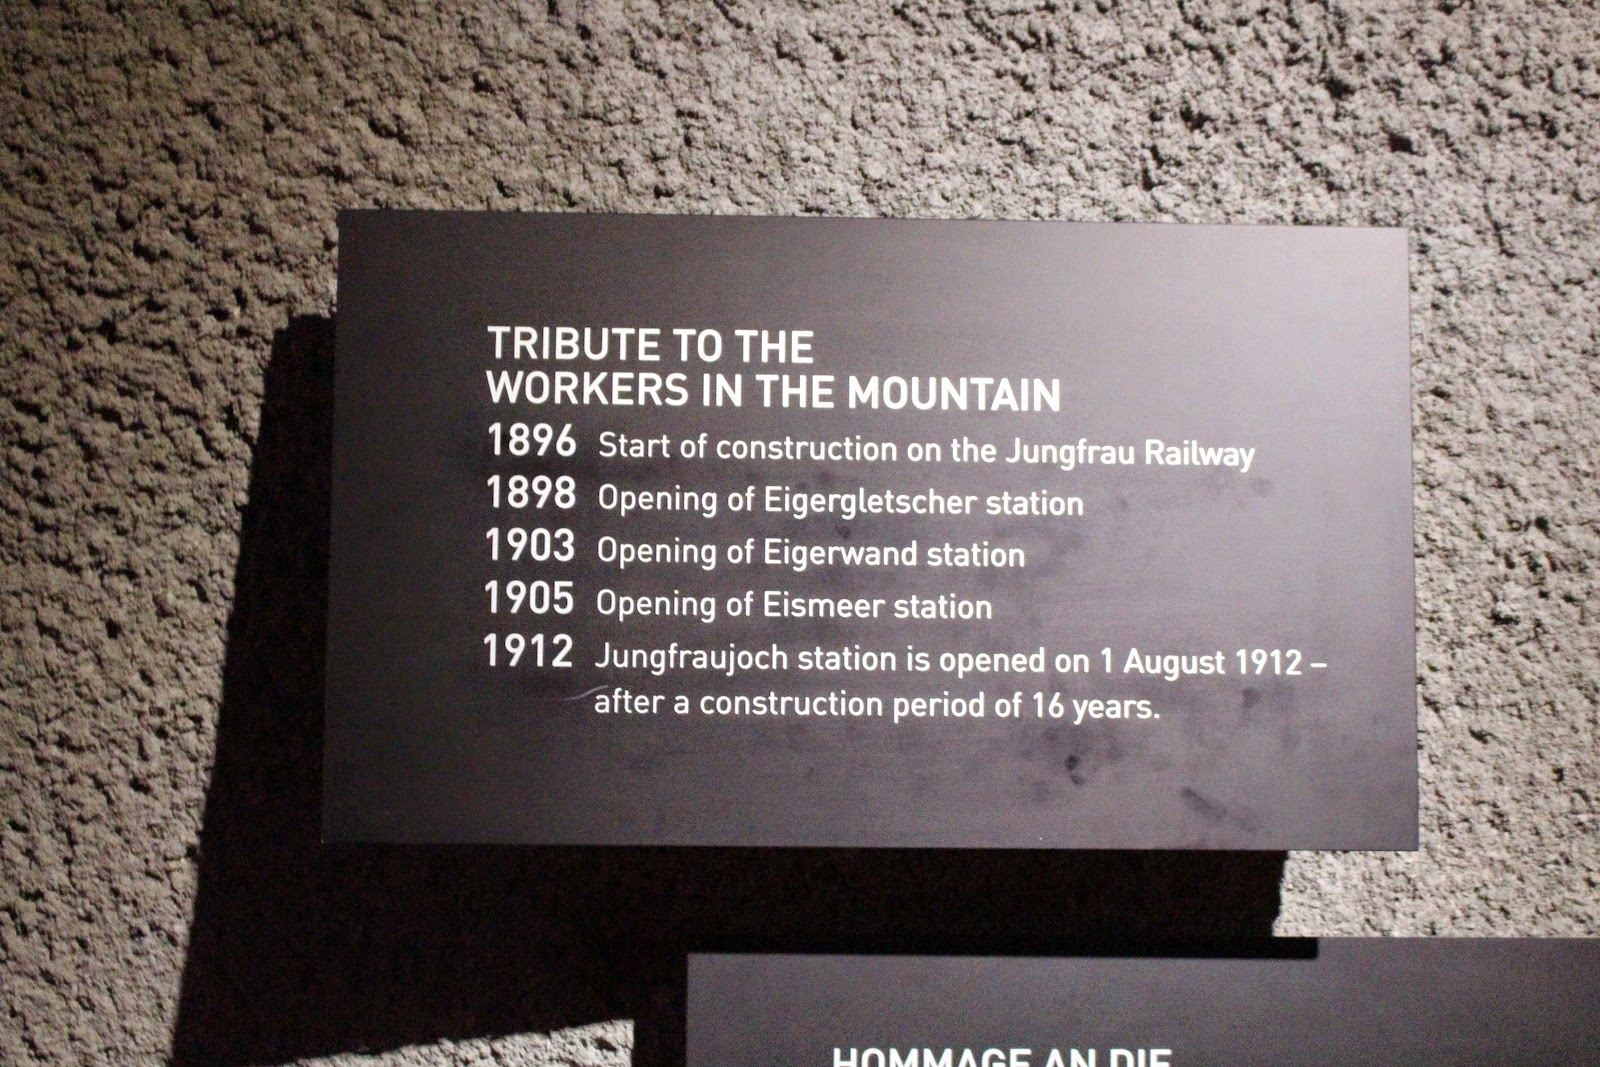 TRIBUTE TO THE
WORKERS IN THE MOUNTAIN
1896 Start of construction on the Jungfrau Railway
1898 Opening of Eigergletscher station
1903 Opening of Eigerwand station
1905 Opening of Eismeer station
1912 Jungfraujoch station is opened on 1 August 1912 –
after a construction period of 16 years.
HOMMAGE AN DIE